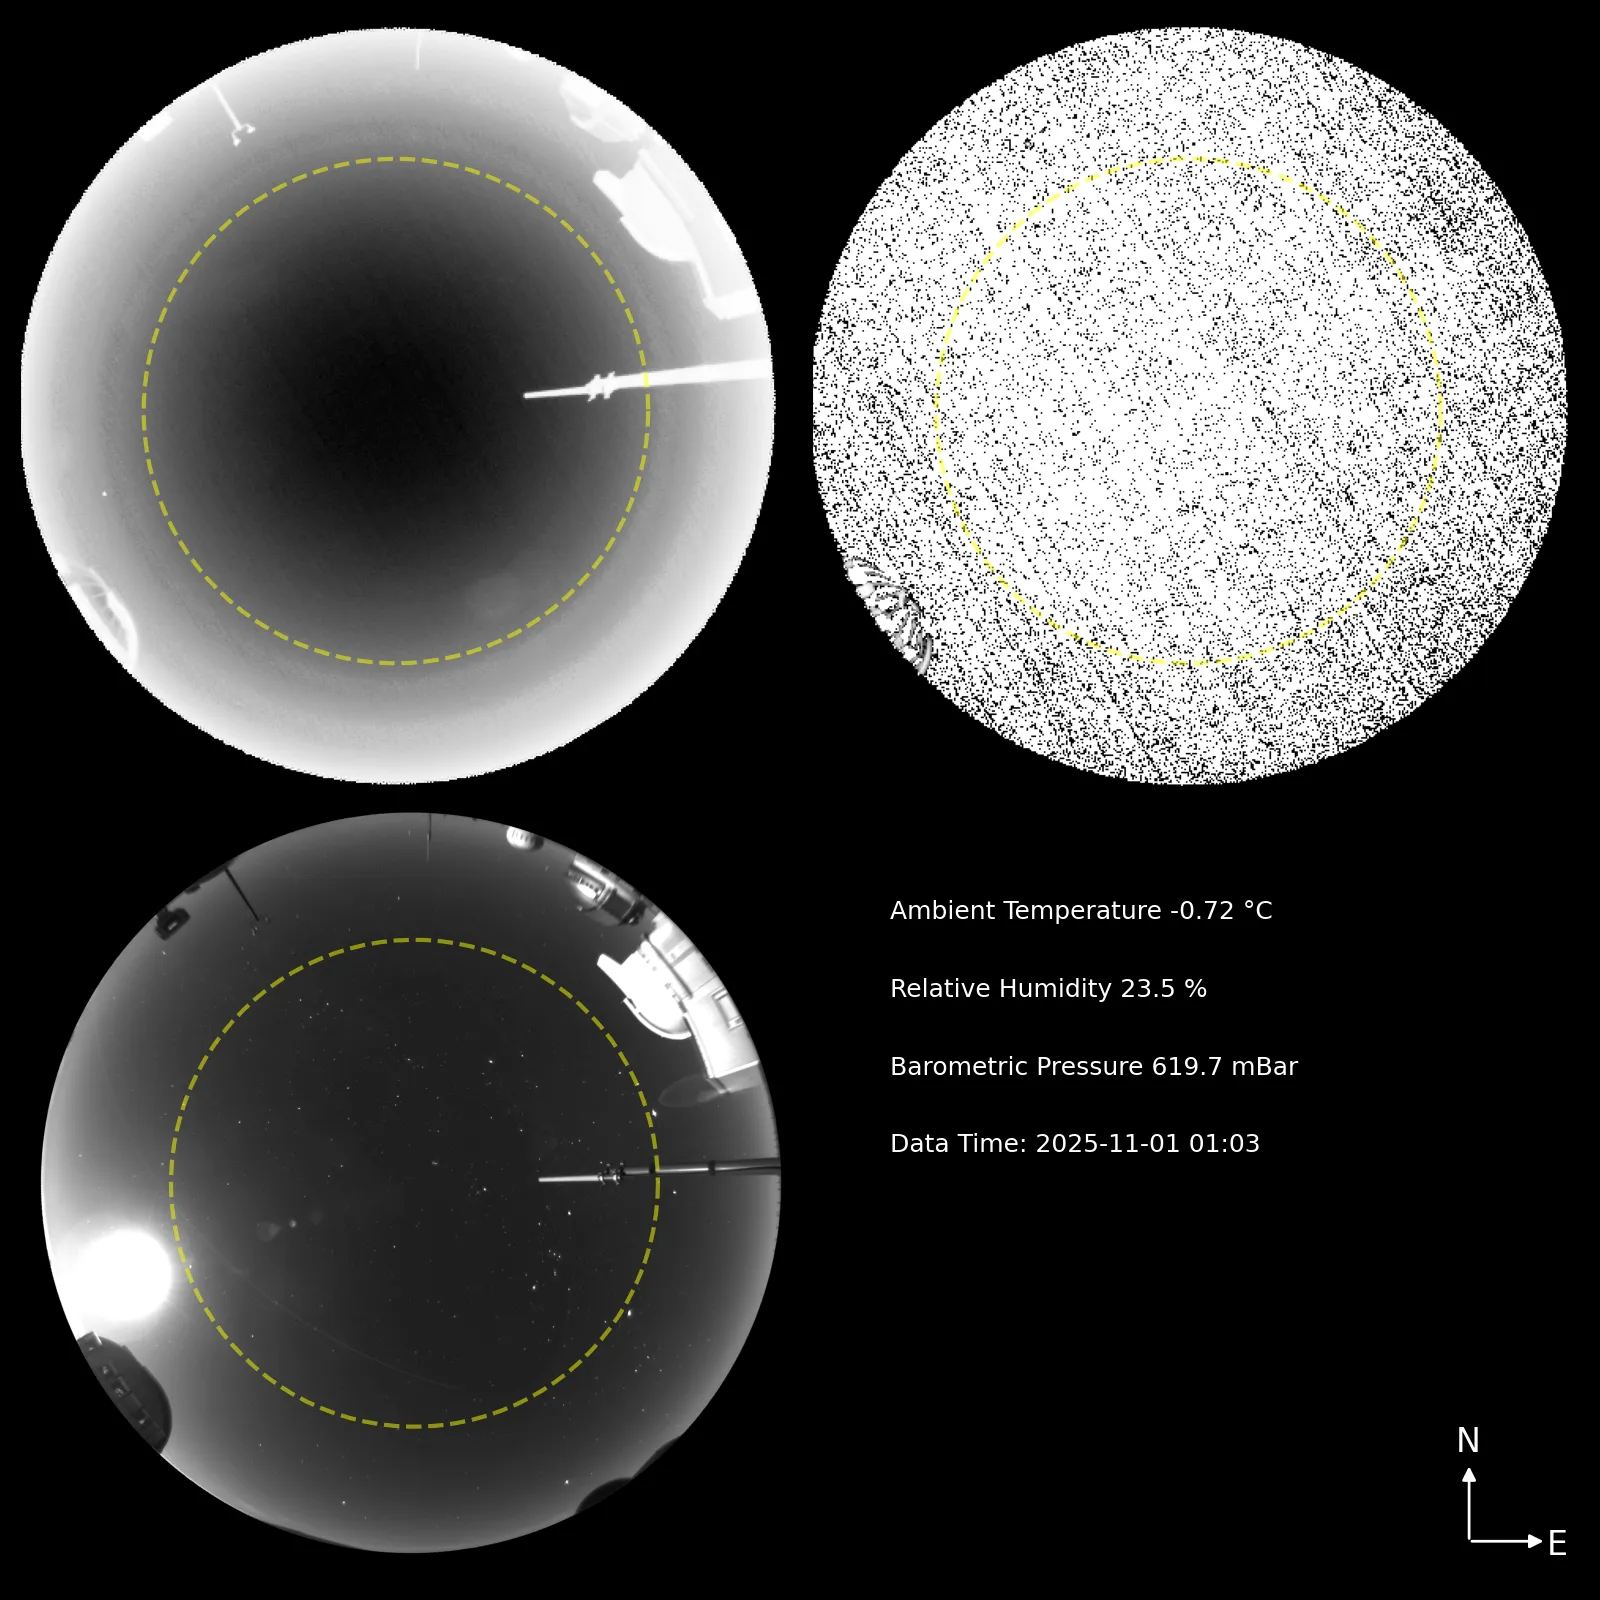 Ambient Temperature -0.72 °C
Relative Humidity 23.5 %
Barometric Pressure 619.7 mBar
Data Time: 2025-11-01 01:03
N
E